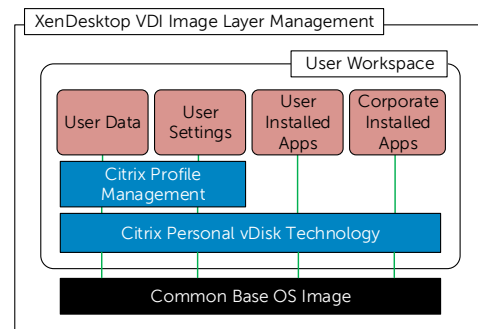 XenDesktop VDI Image Layer Management
User Workspace
User Data
User
Settings
User
Installed
Apps
Corporate
Installed
Apps
Citrix Profile
Management
Citrix Personal vDisk Technology
Common Base OS Image